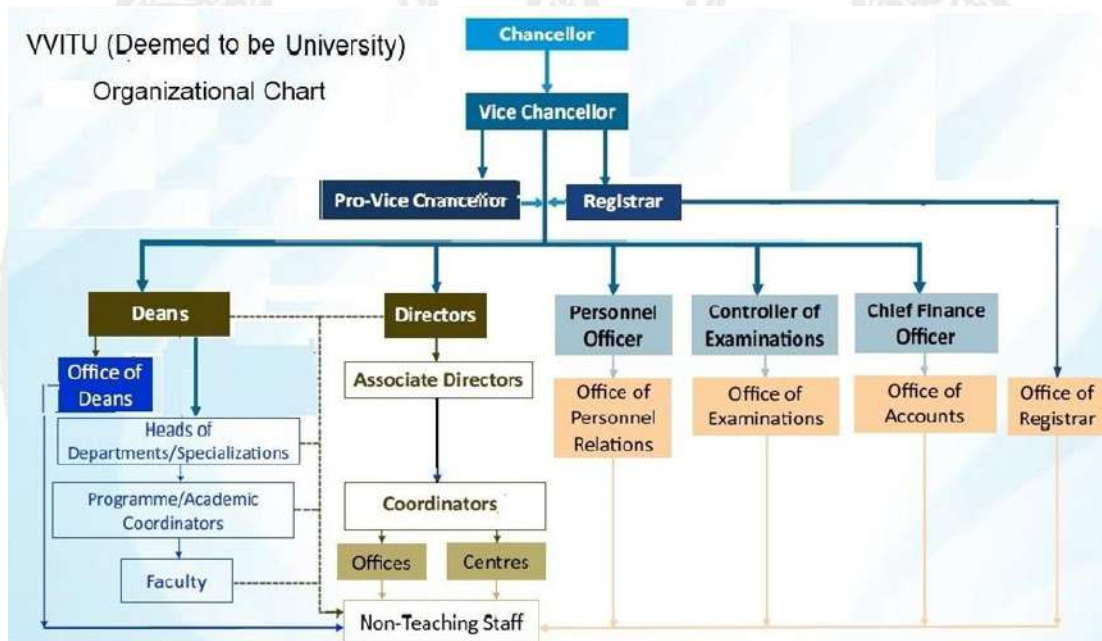 VVITU (Deemed to be University)
Organizational Chart
Chancellor
Vice Chancellor
Pro-Vice Chancellor
Registrar
Deans
Directors
Personnel
Officer
Controller of
Examinations
Chief Finance
Officer
Office of
Deans
Associate Directors
Office of
Personnel
Relations
Office of
Examinations
Office of
Accounts
Office of
Registrar
Heads of
Departments/Specializations
Programme/Academic
Coordinators
Coordinators
Faculty
Offices
Centres
Non-Teaching Staff